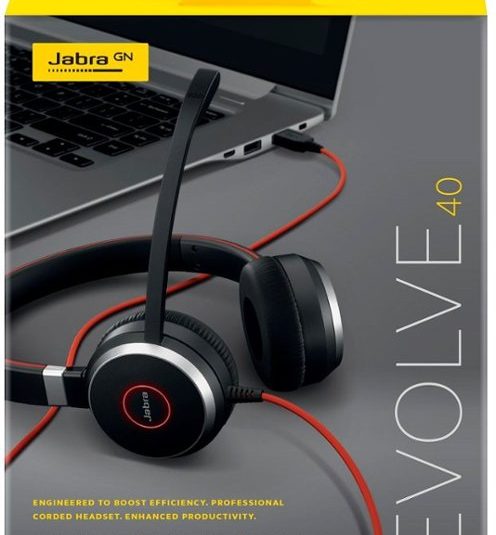 Jabra GN
EVOLVE 40
Jabra
ENGINEERED TO BOOST EFFICIENCY. PROFESSIONAL
CORDED HEADSET. ENHANCED PRODUCTIVITY.